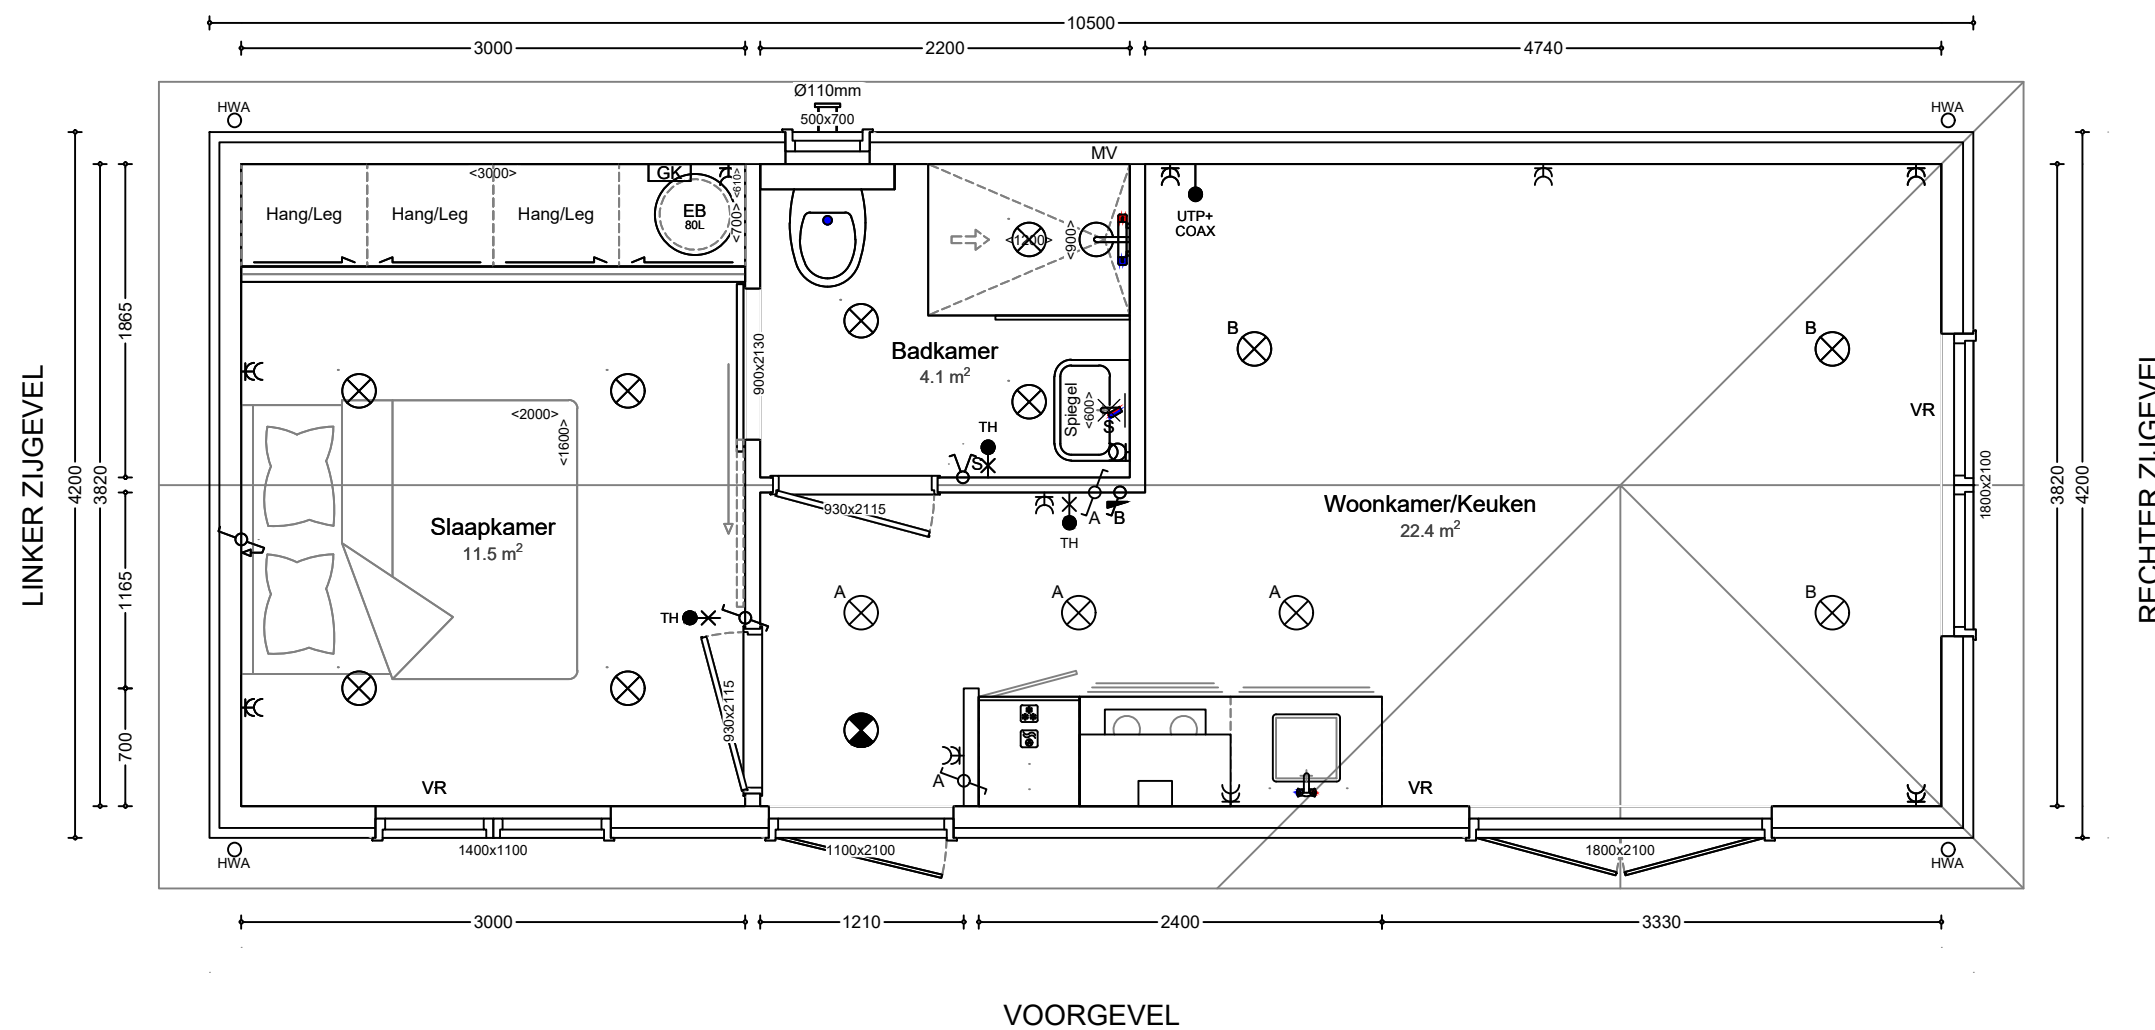 10500
3000
2200
4740
Ø110mm
500x700
HWA
HWA
MV
<3000>
GK
<610>
<700>
Hang/Leg
Hang/Leg
Hang/Leg
EB
80L
<1200>
<900>
UTP+
COAX
B
B
Badkamer
4.1 m²
900x2130
Spiegel
<600>
S
TH
S
VR
<2000>
<1600>
LINKER ZIJGEVEL
4200
3820
1865
1165
700
3820
4200
RECHTER ZIJGEVEL
1800x2100
Slaapkamer
11.5 m²
930x2115
A
B
TH
Woonkamer/Keuken
22.4 m²
A
A
A
B
TH
930x2115
A
VR
VR
1400x1100
1100x2100
1800x2100
HWA
HWA
3000
1210
2400
3330
VOORGEVEL